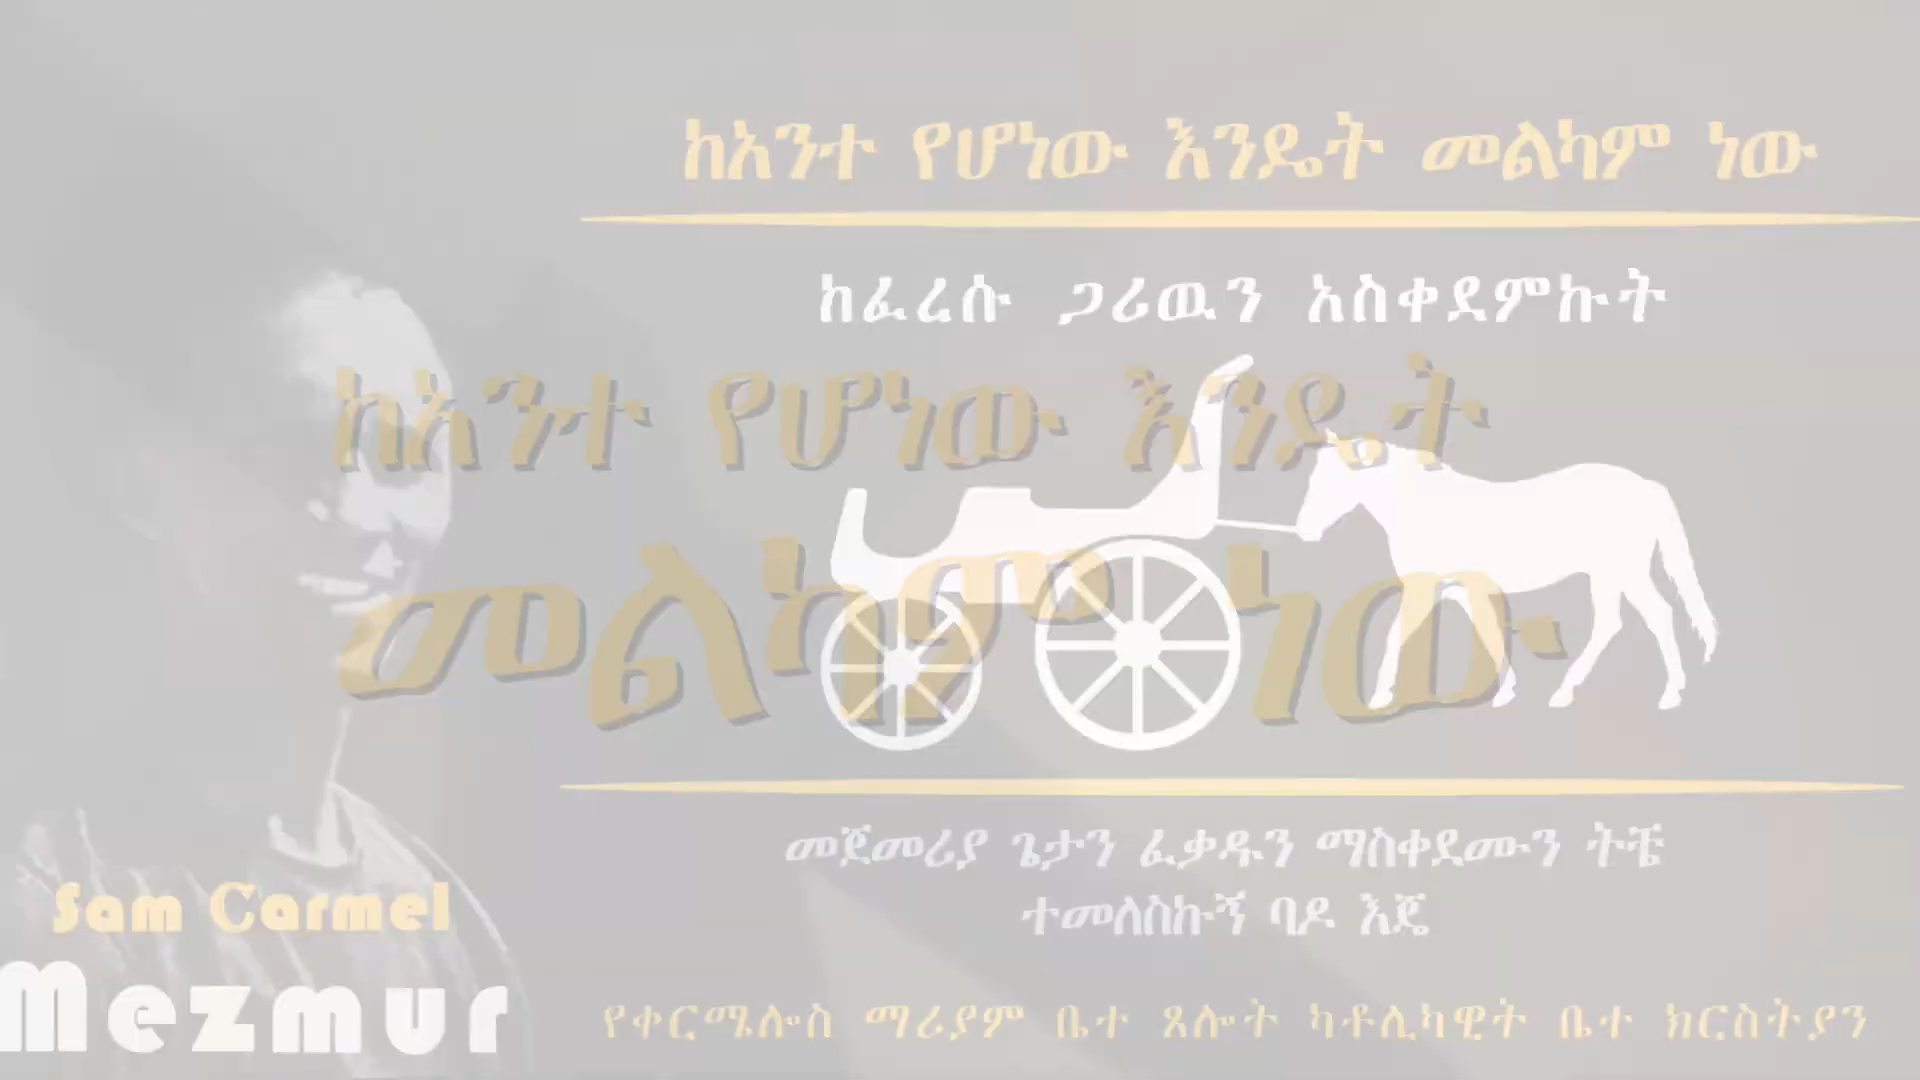 ከአንተ የሆነው እንዴት መልካም ነው
ከፈረሱ ጋሪዉን አስቀደምኩት
ከአንተ የሆነው እንዴት
መልካም ነው
መጀመሪያ ጌታን ፈቃዱን ማስቀደሙን ትቼ
ተመለስኩኝ ባዶ እጄ
Sam Carmel
Mezmur
የቀርሜሎስ ማሪያም ቤተ ጸሎት ካቶሊካዊት ቤተ ክርስትያን